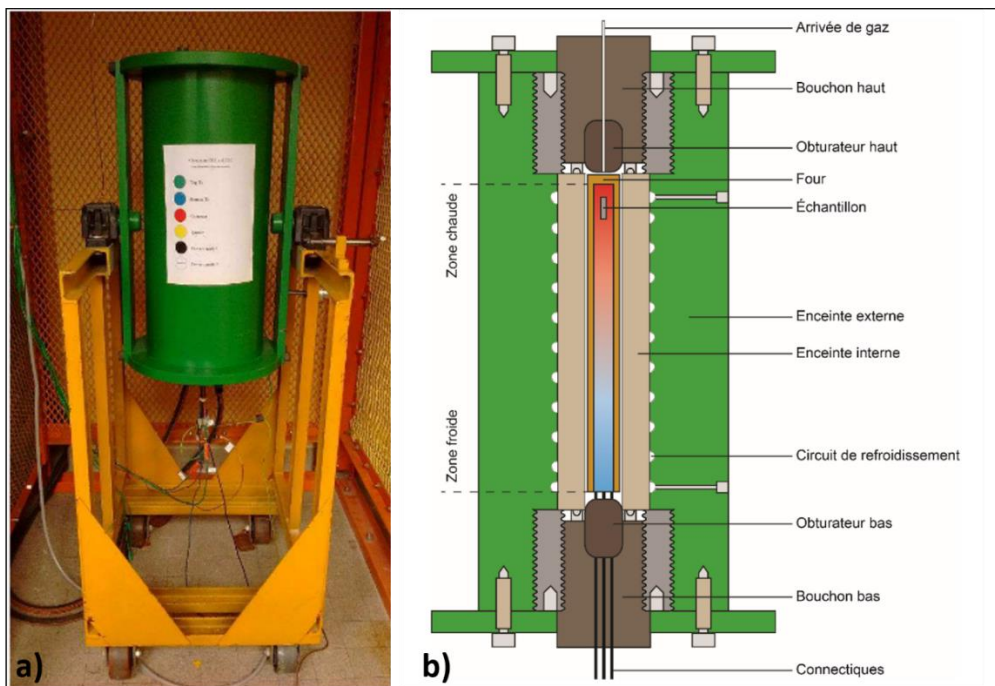 a)
b)
Arrivée de gaz
Bouchon haut
Obturateur haut
Four
Échantillon
Zone chaude
Enceinte externe
Enceinte interne
Zone froide
Circuit de refroidissement
Obturateur bas
Bouchon bas
Connectiques